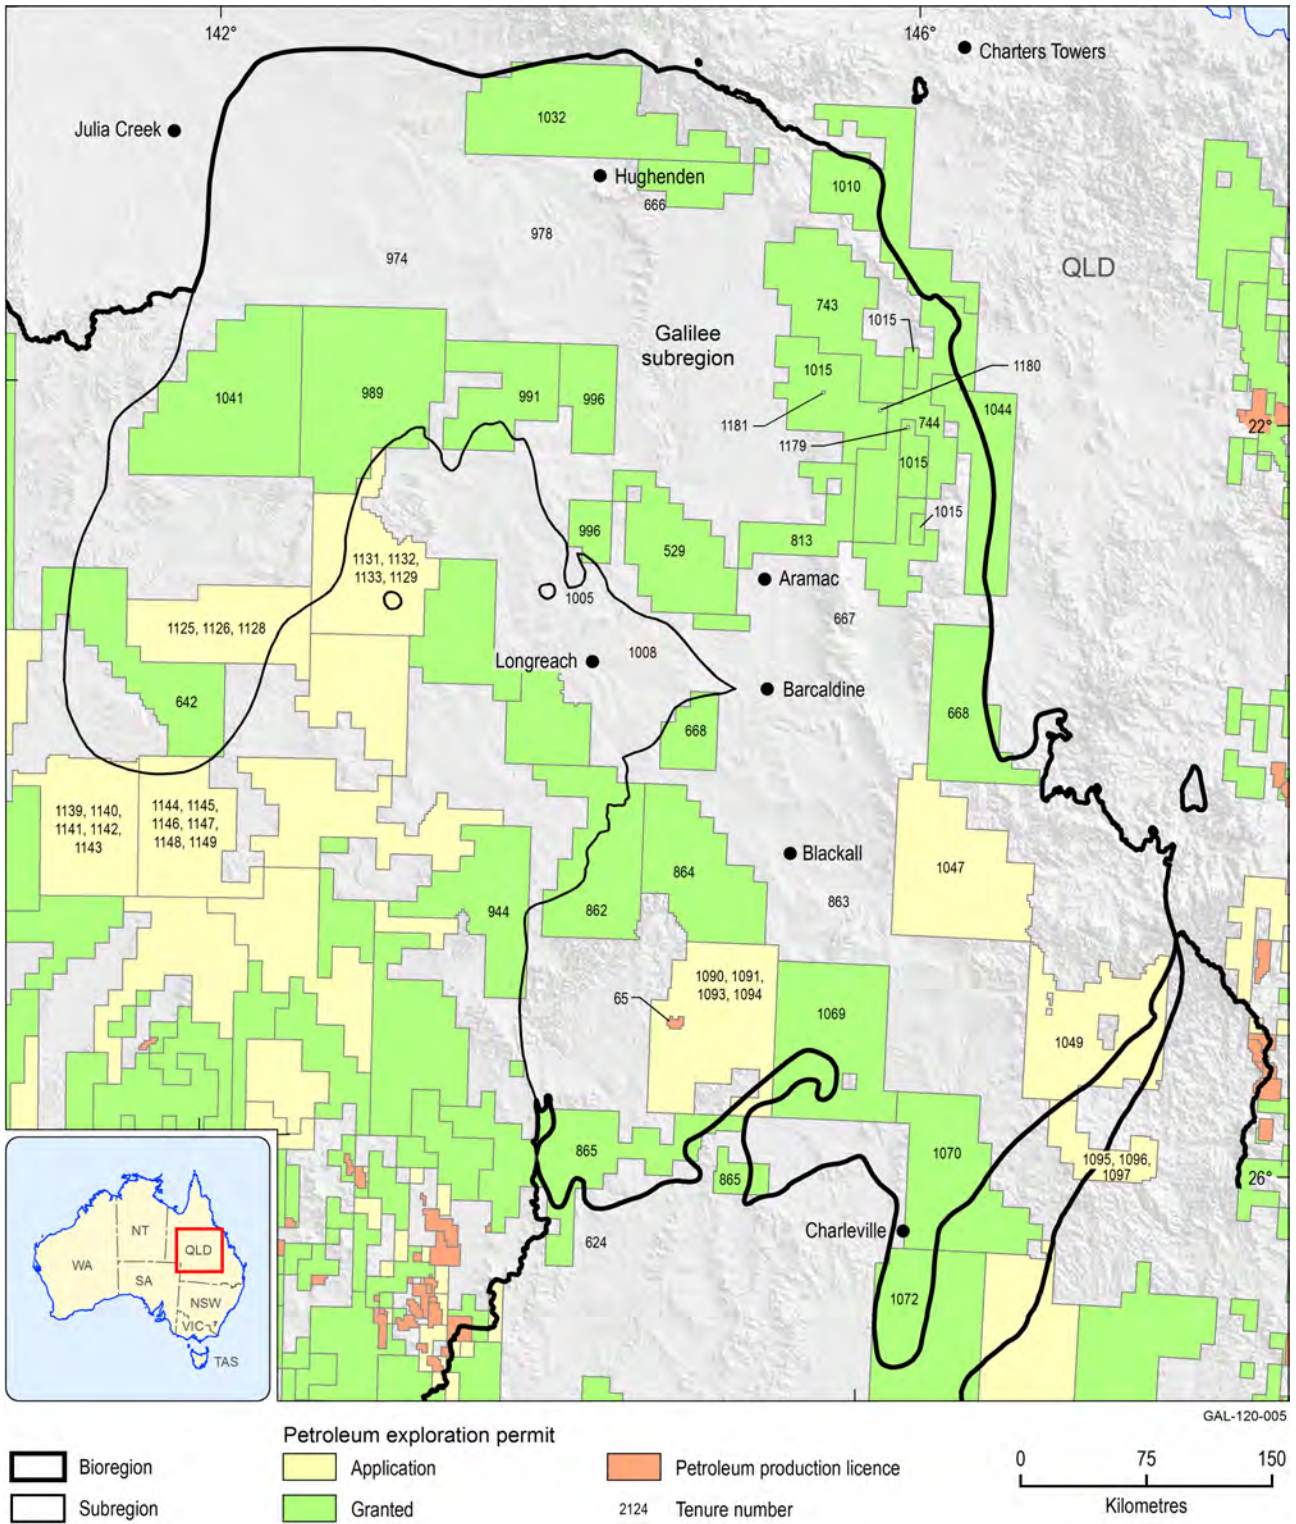 142°
146°
Charters Towers
Julia Creek
1032
Hughenden
666
1010
978
974
QLD
743
1015
Galilee
subregion
1015
1180
1041
989
991
996
1181
744
1044
22°
1179
1015
996
1015
529
813
1131, 1132,
1133, 1129
Aramac
1005
667
1125, 1126, 1128
Longreach
1008
Barcaldine
642
668
668
1139, 1140,
1141, 1142,
1143
1144, 1145,
1146, 1147,
1148, 1149
Blackall
1047
864
863
944
862
1090, 1091,
1093, 1094
65
1069
1049
865
865
1070
1095, 1096,
1097
26°
Charleville
624
1072
NT
QLD
WA
SA
NSW
VIC
TAS
GAL-120-005
Petroleum exploration permit
Bioregion
Application
Petroleum production licence
0 75 150
Subregion
Granted
2124 Tenure number
Kilometres